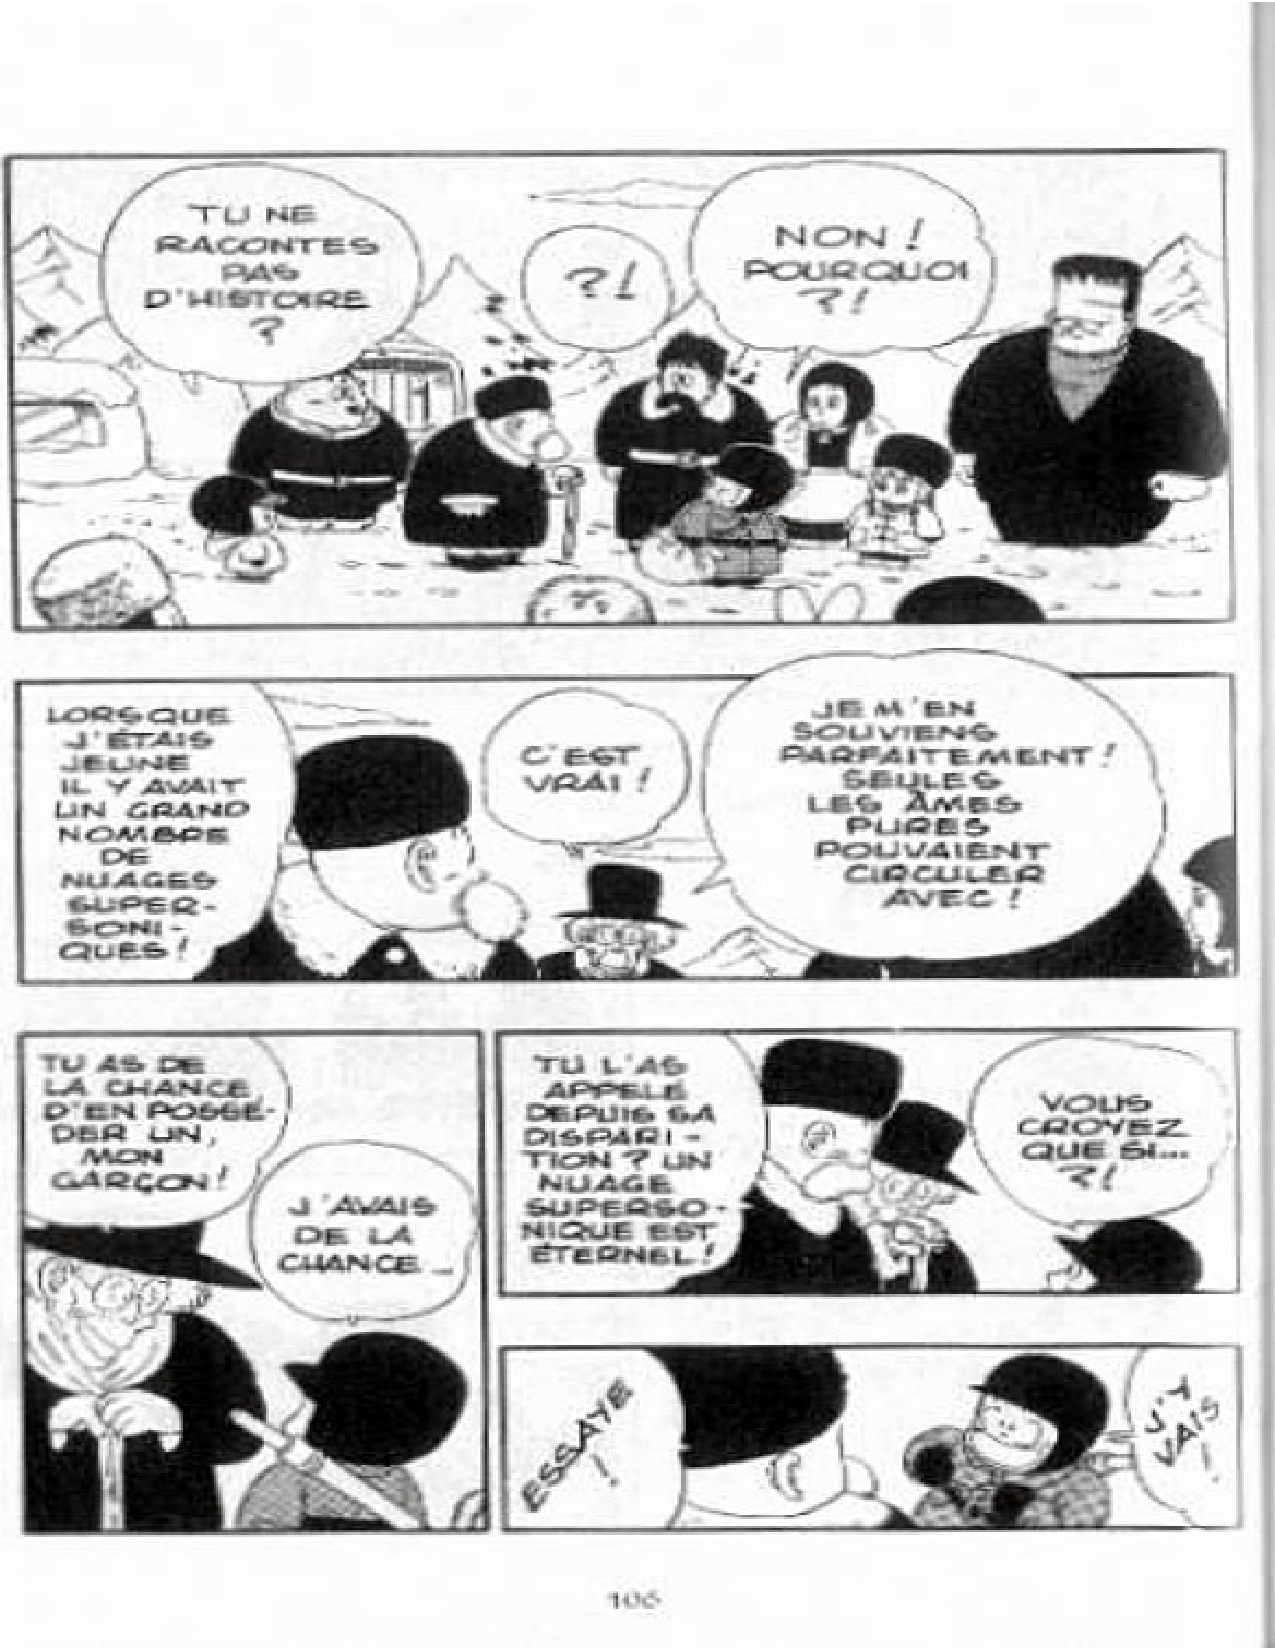 TU NE
RACONTES
PAS
D'HISTOIRE
?
?!
NON!
POURQUOI
?!
LORSQUE
J'ÉTAIS
JEUNE
IL Y AVAIT
UN GRAND
NOMBRE
DE
NUAGES
SUPER-
SONI-
QUES!
C'EST
VRAI!
JE M'EN
SOUVIENS
PARFAITEMENT!
SEULES
LES ÂMES
PURES
POUVAIENT
CIRCULER
AVEC!
TU AS DE
LA CHANCE
D'EN POSSÉ-
DER UN,
MON
GARÇON!
J'AVAIS
DE LA
CHANCE...
TU L'AS
APPELÉ
DEPUIS SA
DISPARI-
TION? UN
NUAGE
SUPERSO-
NIQUE EST
ÉTERNEL!
VOUS
CROYEZ
QUE SI...
?!
ESSAYE
!
J'Y
VAIS
!
106